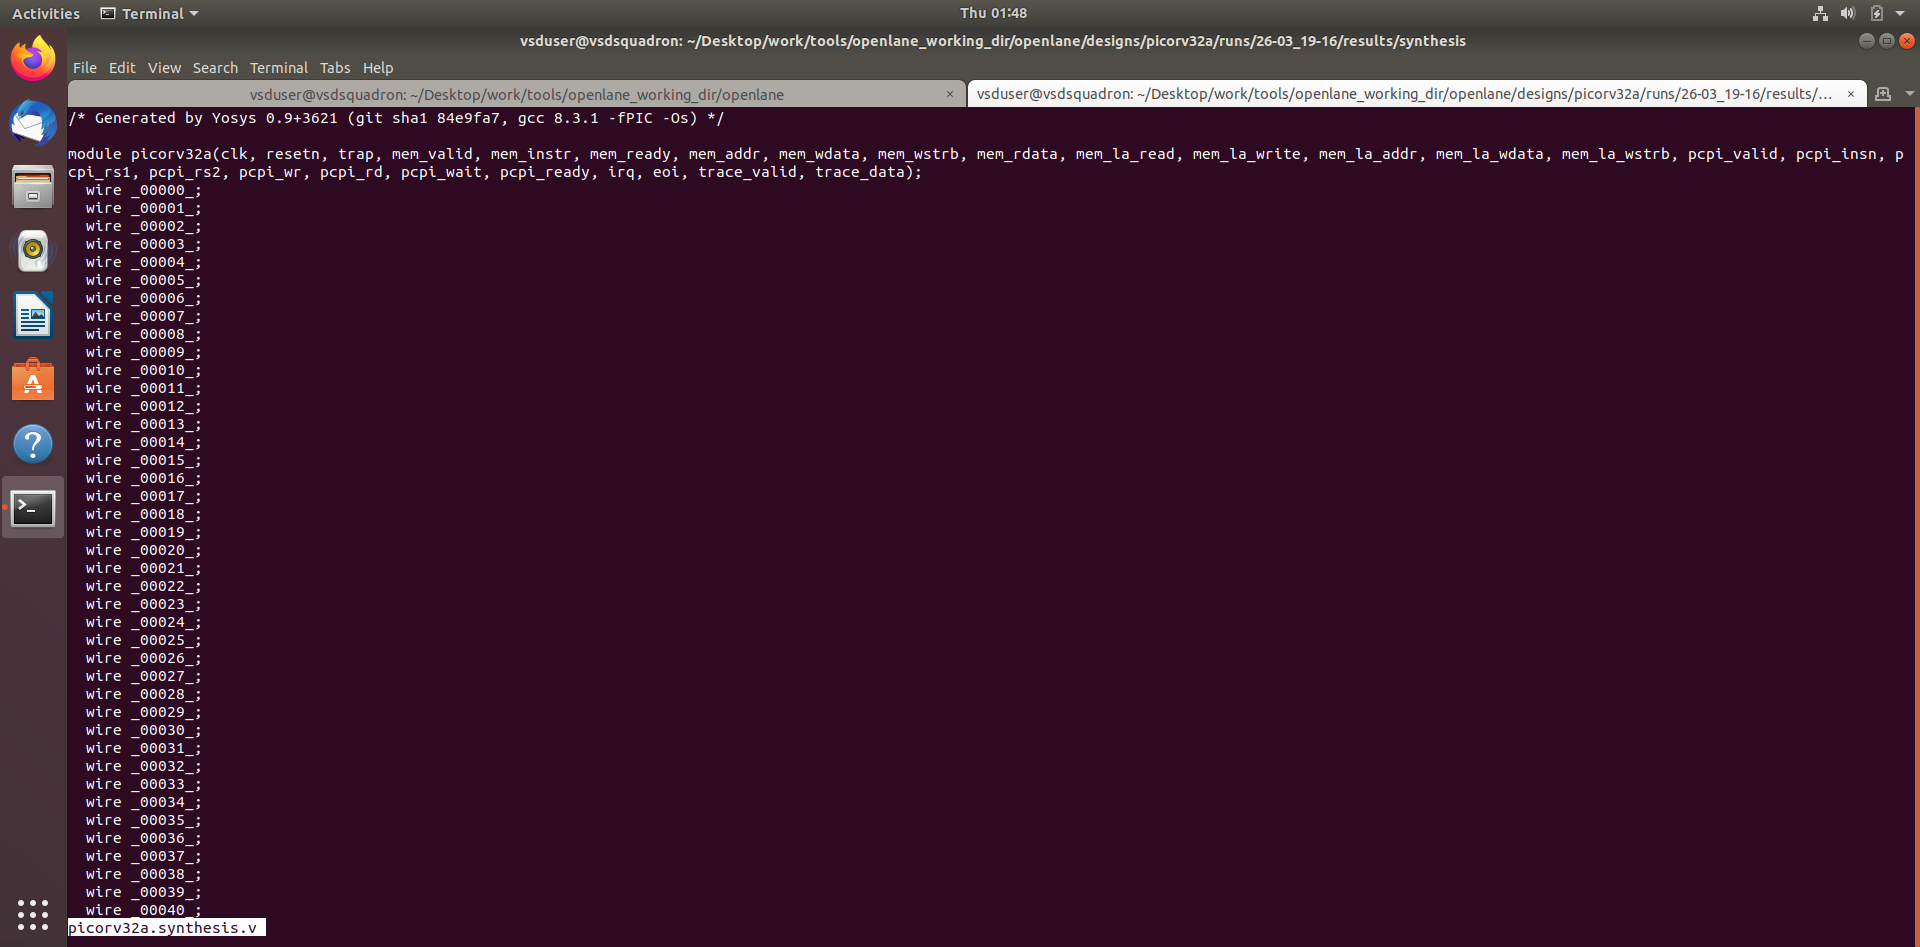 Activities Terminal Thu 01:48
vsduser@vsdsquadron: ~/Desktop/work/tools/openlane_working_dir/openlane/designs/picorv32a/runs/26-03_19-16/results/synthesis
File Edit View Search Terminal Tabs Help
vsduser@vsdsquadron: ~/Desktop/work/tools/openlane_working_dir/openlane × vsduser@vsdsquadron: ~/Desktop/work/tools/openlane_working_dir/openlane/designs/picorv32a/runs/26-03_19-16/results/... ×
/* Generated by Yosys 0.9+3621 (git sha1 84e9fa7, gcc 8.3.1 -fPIC -Os) */
module picorv32a(clk, resetn, trap, mem_valid, mem_instr, mem_ready, mem_addr, mem_wdata, mem_wstrb, mem_rdata, mem_la_read, mem_la_write, mem_la_addr, mem_la_wdata, mem_la_wstrb, pcpi_valid, pcpi_insn, p
cpi_rs1, pcpi_rs2, pcpi_wr, pcpi_rd, pcpi_wait, pcpi_ready, irq, eoi, trace_valid, trace_data);
wire _00000_;
wire _00001_;
wire _00002_;
wire _00003_;
wire _00004_;
wire _00005_;
wire _00006_;
wire _00007_;
wire _00008_;
wire _00009_;
wire _00010_;
wire _00011_;
wire _00012_;
wire _00013_;
wire _00014_;
wire _00015_;
wire _00016_;
wire _00017_;
wire _00018_;
wire _00019_;
wire _00020_;
wire _00021_;
wire _00022_;
wire _00023_;
wire _00024_;
wire _00025_;
wire _00026_;
wire _00027_;
wire _00028_;
wire _00029_;
wire _00030_;
wire _00031_;
wire _00032_;
wire _00033_;
wire _00034_;
wire _00035_;
wire _00036_;
wire _00037_;
wire _00038_;
wire _00039_;
wire _00040_;
picorv32a.synthesis.v